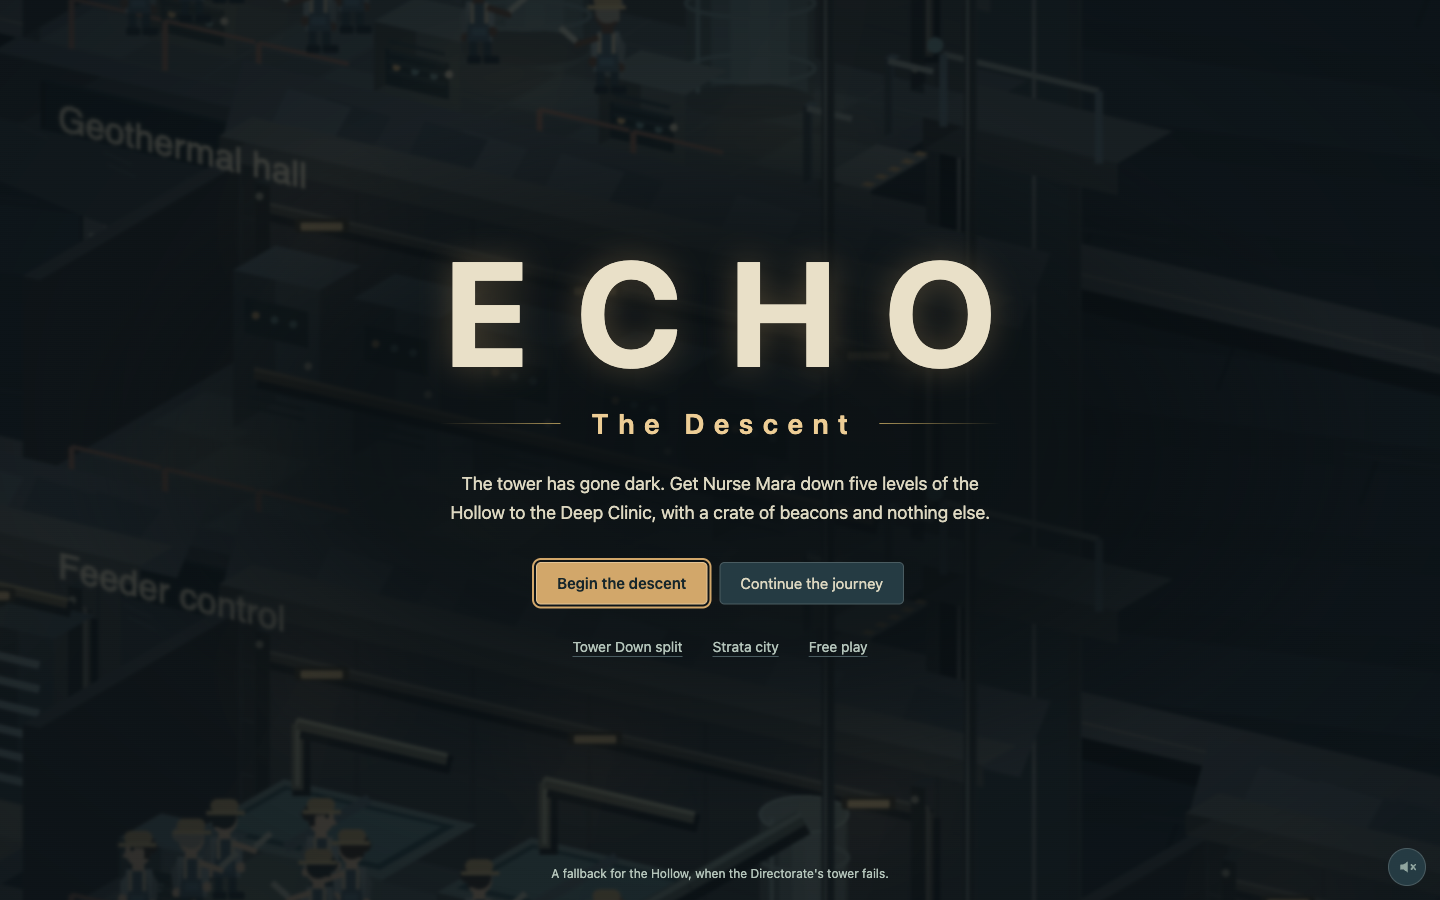 Geothermal hall
ECHO
The Descent
The tower has gone dark. Get Nurse Mara down five levels of the
Hollow to the Deep Clinic, with a crate of beacons and nothing else.
Begin the descent
Continue the journey
Feeder control
Tower Down split
Strata city
Free play
A fallback for the Hollow, when the Directorate's tower fails.